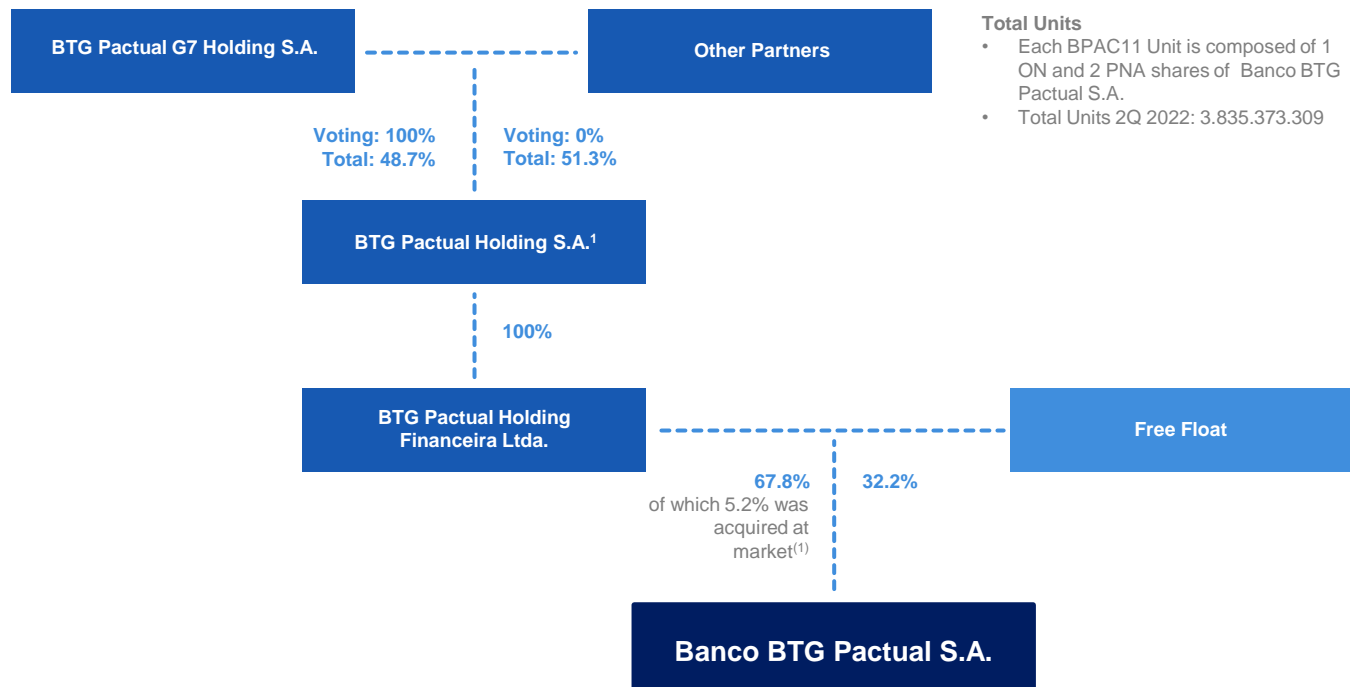 BTG Pactual G7 Holding S.A.
Other Partners
Total Units
• Each BPAC11 Unit is composed of 1
ON and 2 PNA shares of Banco BTG
Pactual S.A.
• Total Units 2Q 2022: 3.835.373.309
Voting: 100%
Total: 48.7%
Voting: 0%
Total: 51.3%
BTG Pactual Holding S.A.¹
100%
BTG Pactual Holding
Financeira Ltda.
Free Float
67.8%
of which 5.2% was
acquired at
market⁽¹⁾
32.2%
Banco BTG Pactual S.A.